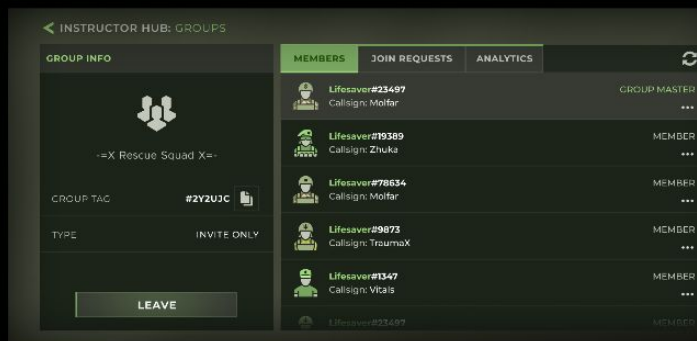 INSTRUCTOR HUB: GROUPS
GROUP INFO
-=X Rescue Squad X=-
GROUP TAG #2Y2UJC
TYPE INVITE ONLY
LEAVE
MEMBERS JOIN REQUESTS ANALYTICS
Lifesaver#23497 GROUP MASTER
Callsign: Molfar
Lifesaver#19389 MEMBER
Callsign: Zhuka
Lifesaver#78634 MEMBER
Callsign: Molfar
Lifesaver#9873 MEMBER
Callsign: TraumaX
Lifesaver#1347 MEMBER
Callsign: Vitals
Lifesaver#23497 MEMBER